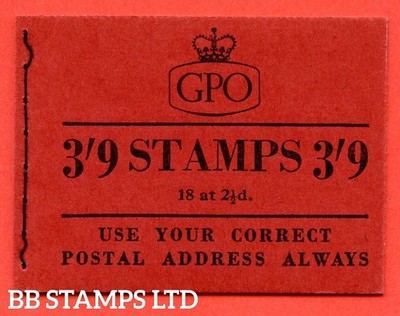 GPO
3'9 STAMPS 3'9
18 at 2½d.
USE YOUR CORRECT
POSTAL ADDRESS ALWAYS
BB STAMPS LTD